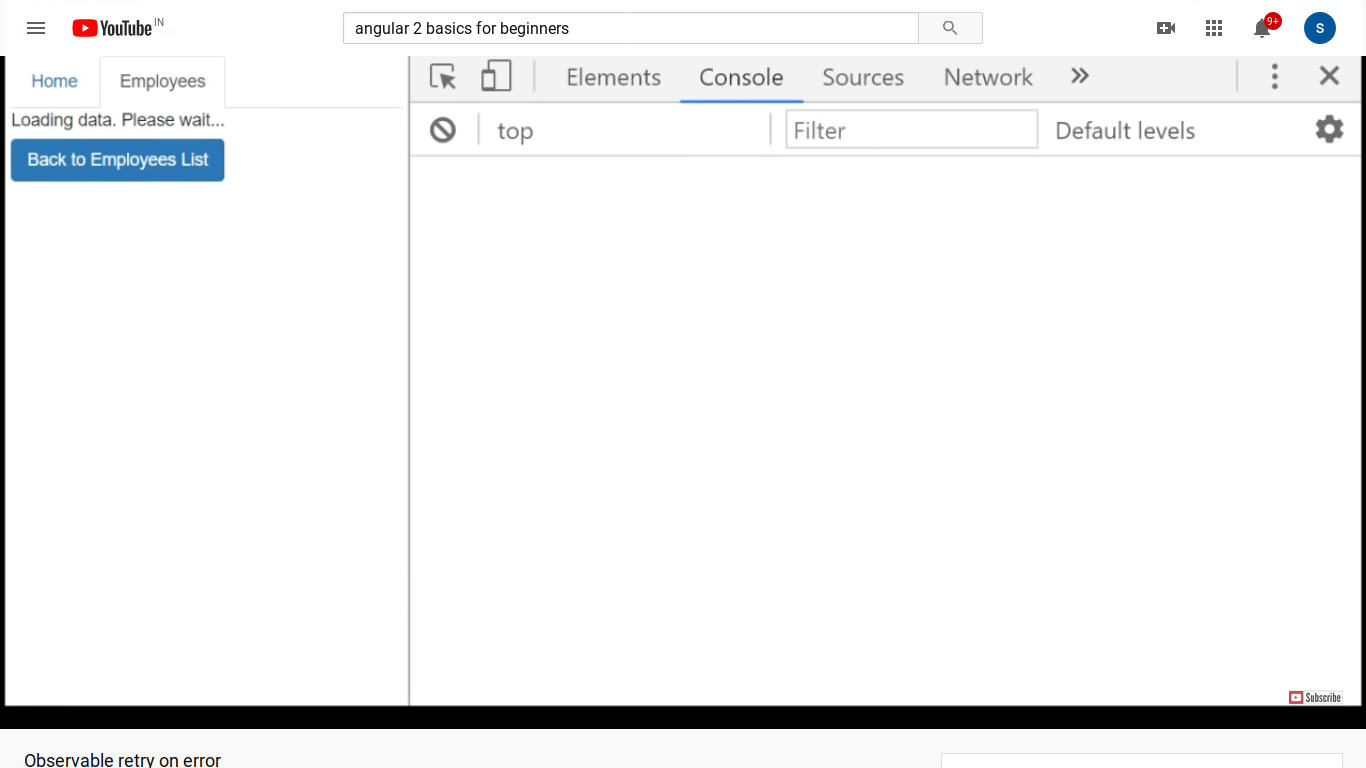 YouTube IN
angular 2 basics for beginners
9+
S
Home Employees
Elements Console Sources Network »
Loading data. Please wait...
top Filter Default levels
Back to Employees List
Subscribe
Observable retry on error